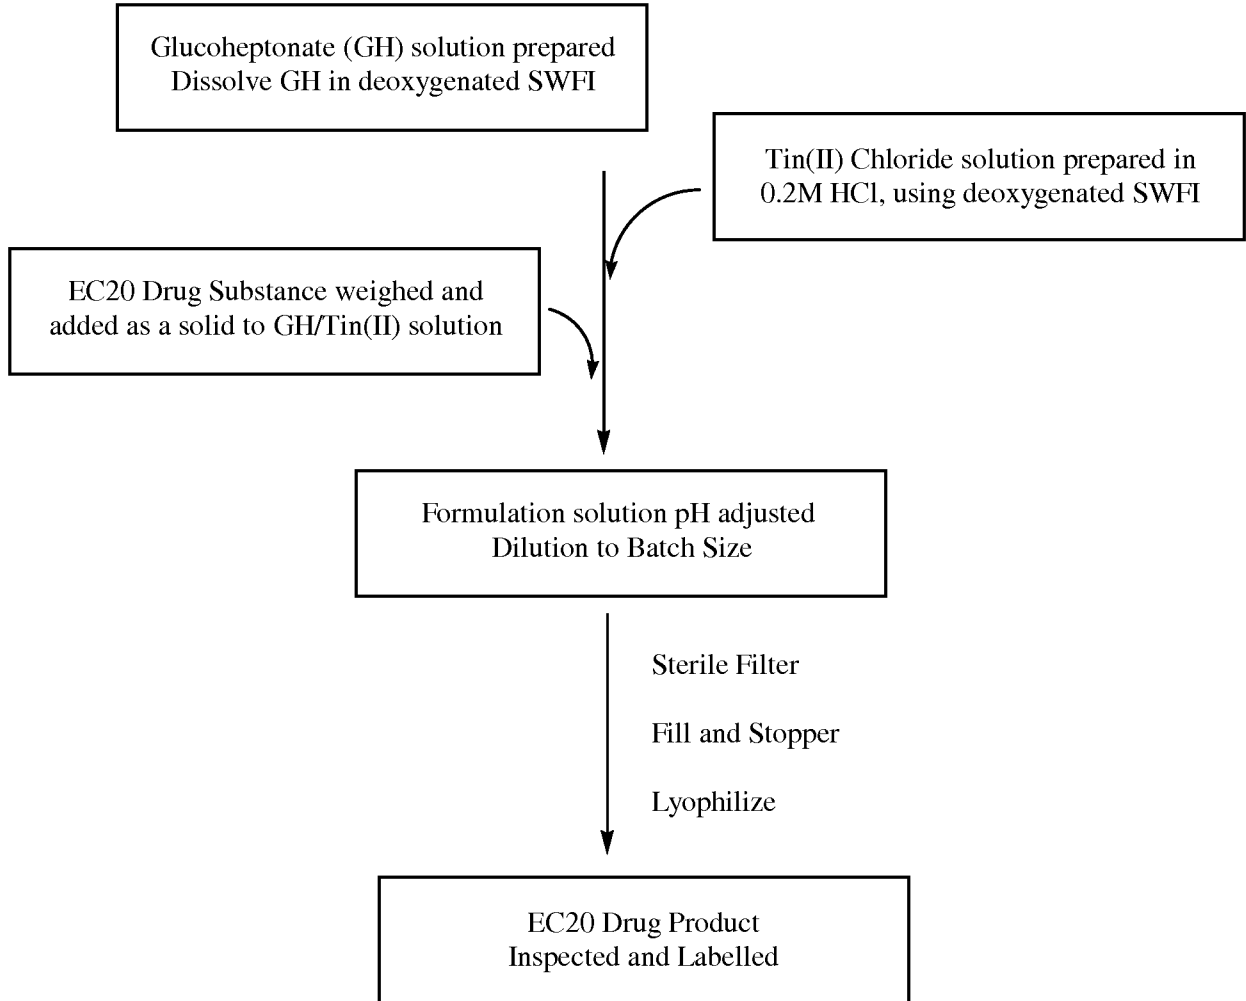 Glucoheptonate (GH) solution prepared
Dissolve GH in deoxygenated SWFI
Tin(II) Chloride solution prepared in
0.2M HCl, using deoxygenated SWFI
EC20 Drug Substance weighed and
added as a solid to GH/Tin(II) solution
Formulation solution pH adjusted
Dilution to Batch Size
Sterile Filter
Fill and Stopper
Lyophilize
EC20 Drug Product
Inspected and Labelled